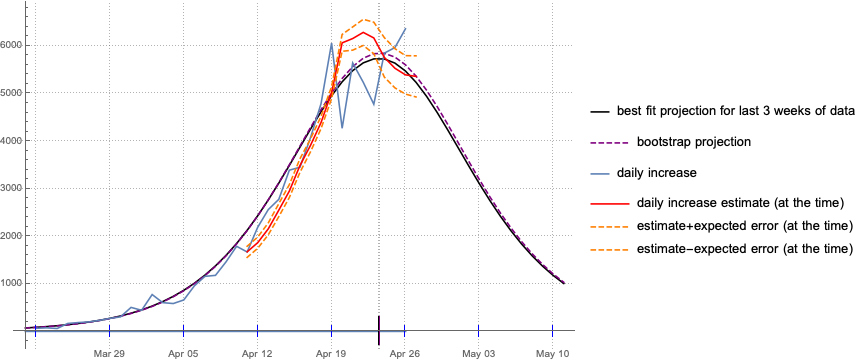 6000
5000
4000
3000
2000
1000
Mar 29
Apr 05
Apr 12
Apr 19
Apr 26
May 03
May 10
best fit projection for last 3 weeks of data
bootstrap projection
daily increase
daily increase estimate (at the time)
estimate+expected error (at the time)
estimate−expected error (at the time)